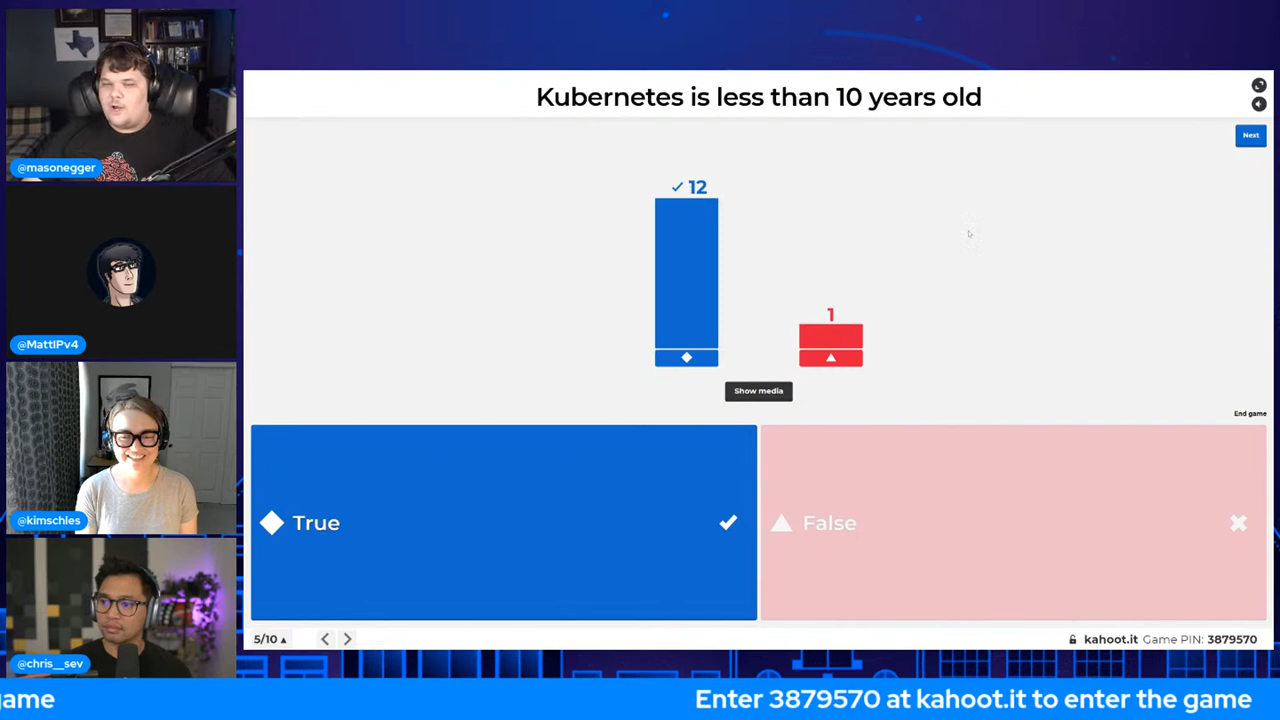 @masonegger
@MattIPv4
@kimschles
@chris__sev
Kubernetes is less than 10 years old
Next
12
1
Show media
End game
True
False
5/10
kahoot.it Game PIN: 3879570
game
Enter 3879570 at kahoot.it to enter the game